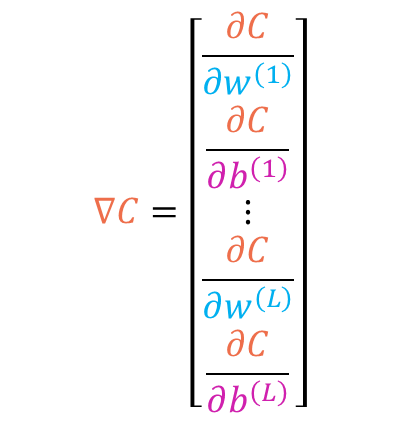 ∂C
∂w⁽¹⁾
∂C
∂b⁽¹⁾
∇C = ⋮
∂C
∂w⁽ᴸ⁾
∂C
∂b⁽ᴸ⁾